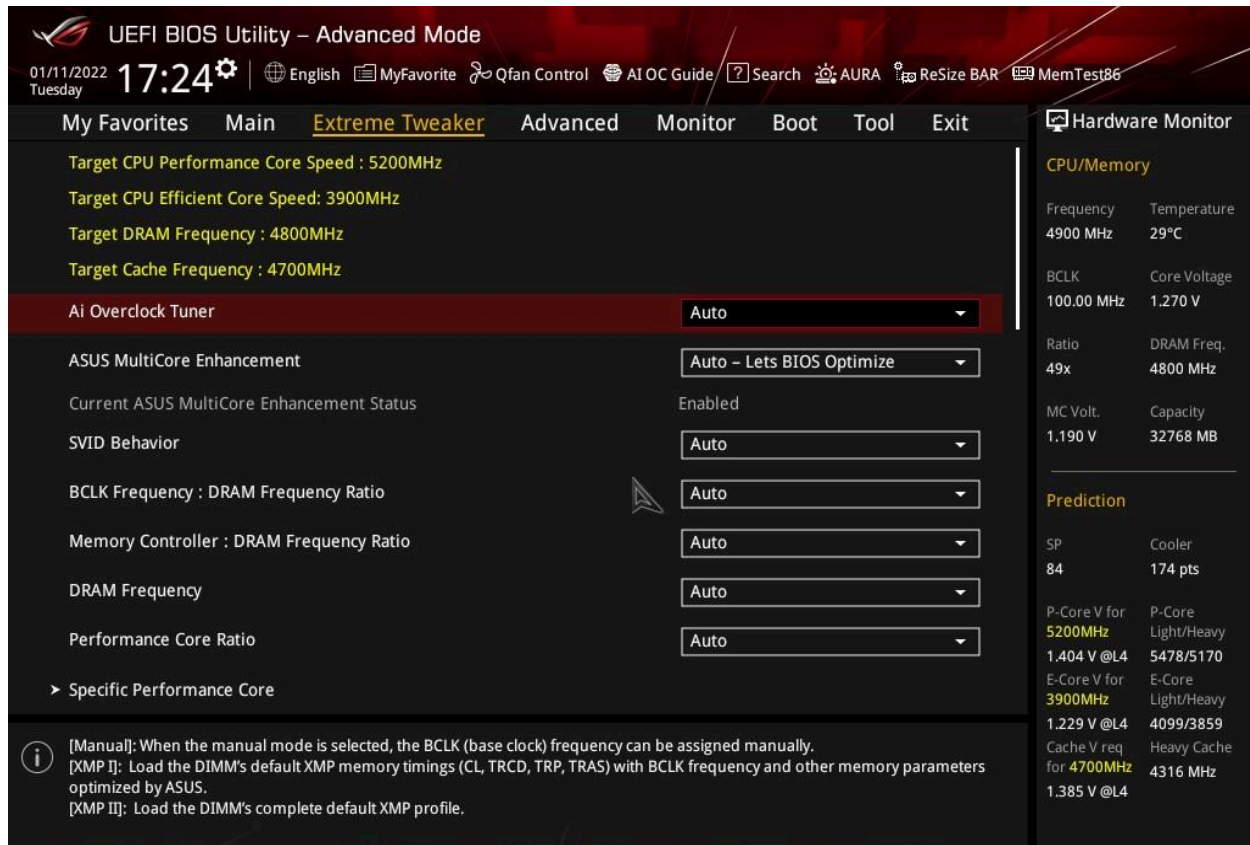 UEFI BIOS Utility – Advanced Mode
01/11/2022
Tuesday
17:24
English
MyFavorite
Qfan Control
AI OC Guide
Search
AURA
ReSize BAR
MemTest86
My Favorites
Main
Extreme Tweaker
Advanced
Monitor
Boot
Tool
Exit
Target CPU Performance Core Speed : 5200MHz
Target CPU Efficient Core Speed: 3900MHz
Target DRAM Frequency : 4800MHz
Target Cache Frequency : 4700MHz
Ai Overclock Tuner Auto
ASUS MultiCore Enhancement Auto – Lets BIOS Optimize
Current ASUS MultiCore Enhancement Status Enabled
SVID Behavior Auto
BCLK Frequency : DRAM Frequency Ratio Auto
Memory Controller : DRAM Frequency Ratio Auto
DRAM Frequency Auto
Performance Core Ratio Auto
Specific Performance Core
[Manual]: When the manual mode is selected, the BCLK (base clock) frequency can be assigned manually.
[XMP I]: Load the DIMM's default XMP memory timings (CL, TRCD, TRP, TRAS) with BCLK frequency and other memory parameters
optimized by ASUS.
[XMP II]: Load the DIMM's complete default XMP profile.
Hardware Monitor
CPU/Memory
Frequency Temperature
4900 MHz 29°C
BCLK Core Voltage
100.00 MHz 1.270 V
Ratio DRAM Freq.
49x 4800 MHz
MC Volt. Capacity
1.190 V 32768 MB
Prediction
SP Cooler
84 174 pts
P-Core V for P-Core
5200MHz Light/Heavy
1.404 V @L4 5478/5170
E-Core V for E-Core
3900MHz Light/Heavy
1.229 V @L4 4099/3859
Cache V req Heavy Cache
for 4700MHz 4316 MHz
1.385 V @L4